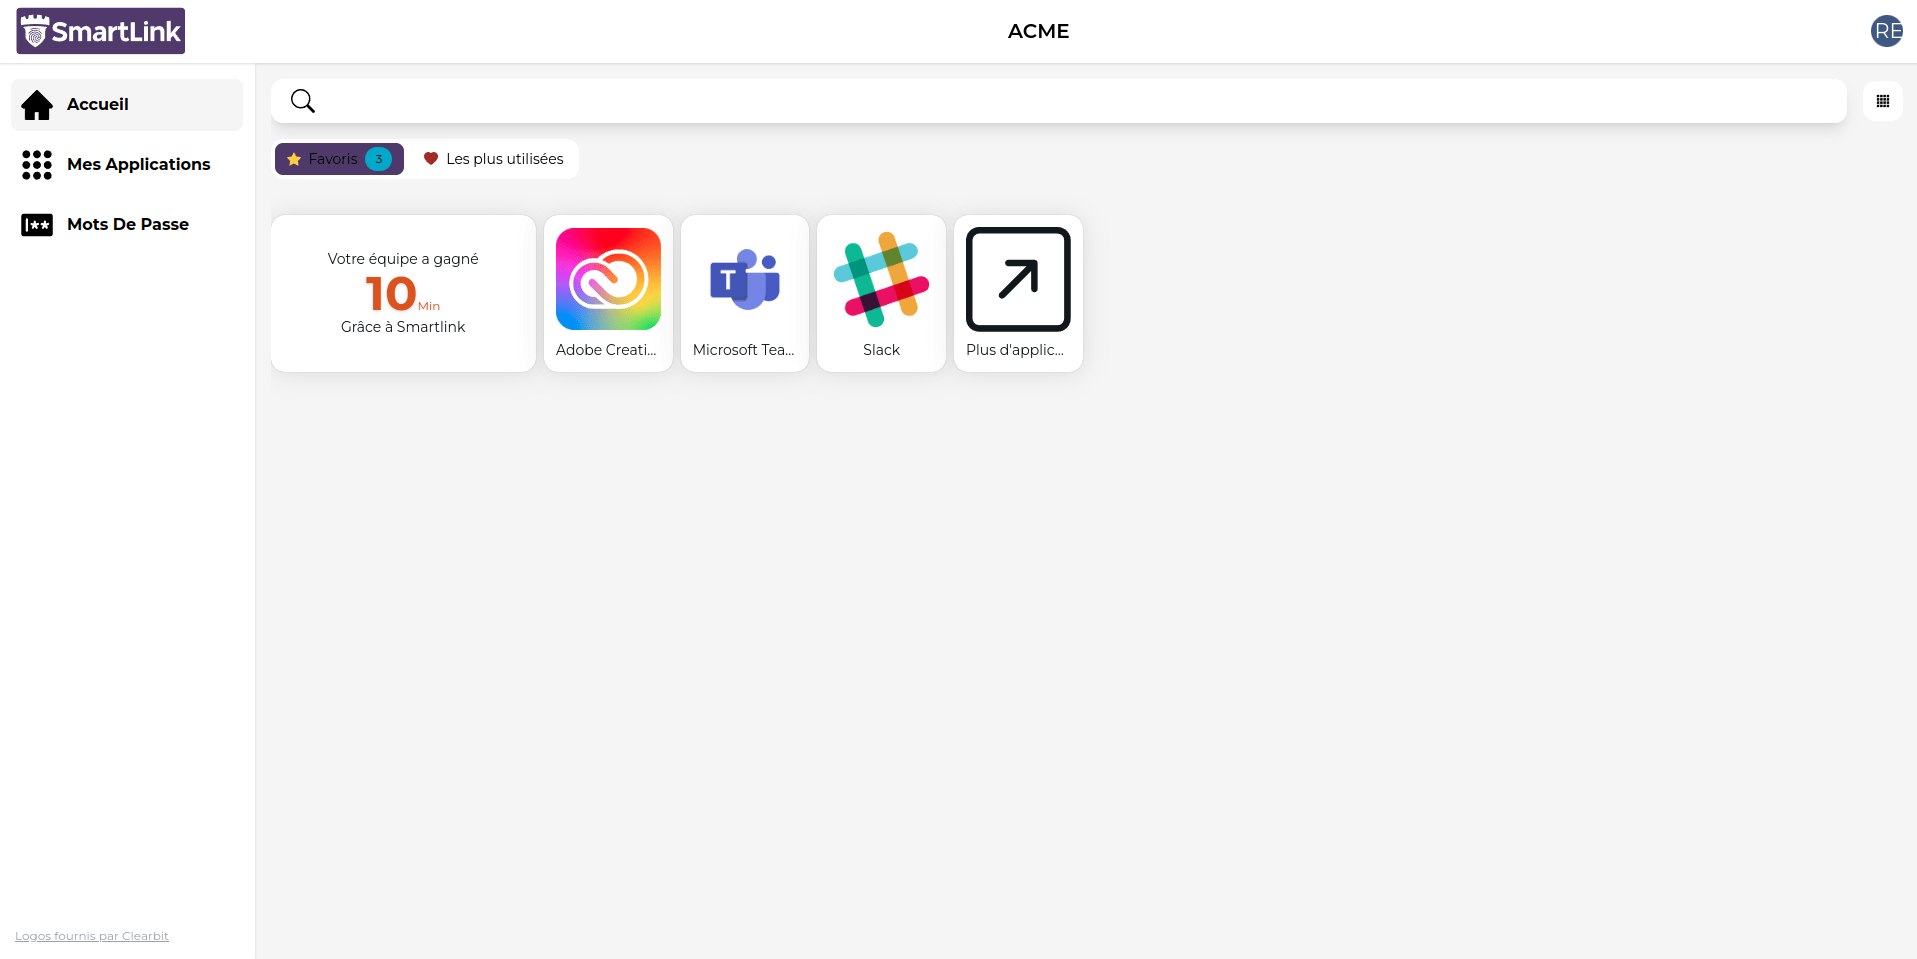 SmartLink
ACME
RE
Accueil
Mes Applications
Mots De Passe
Favoris 3
Les plus utilisées
Votre équipe a gagné
10 Min
Grâce à Smartlink
Adobe Creati...
T
Microsoft Tea...
Slack
Plus d'applic...
Logos fournis par Clearbit